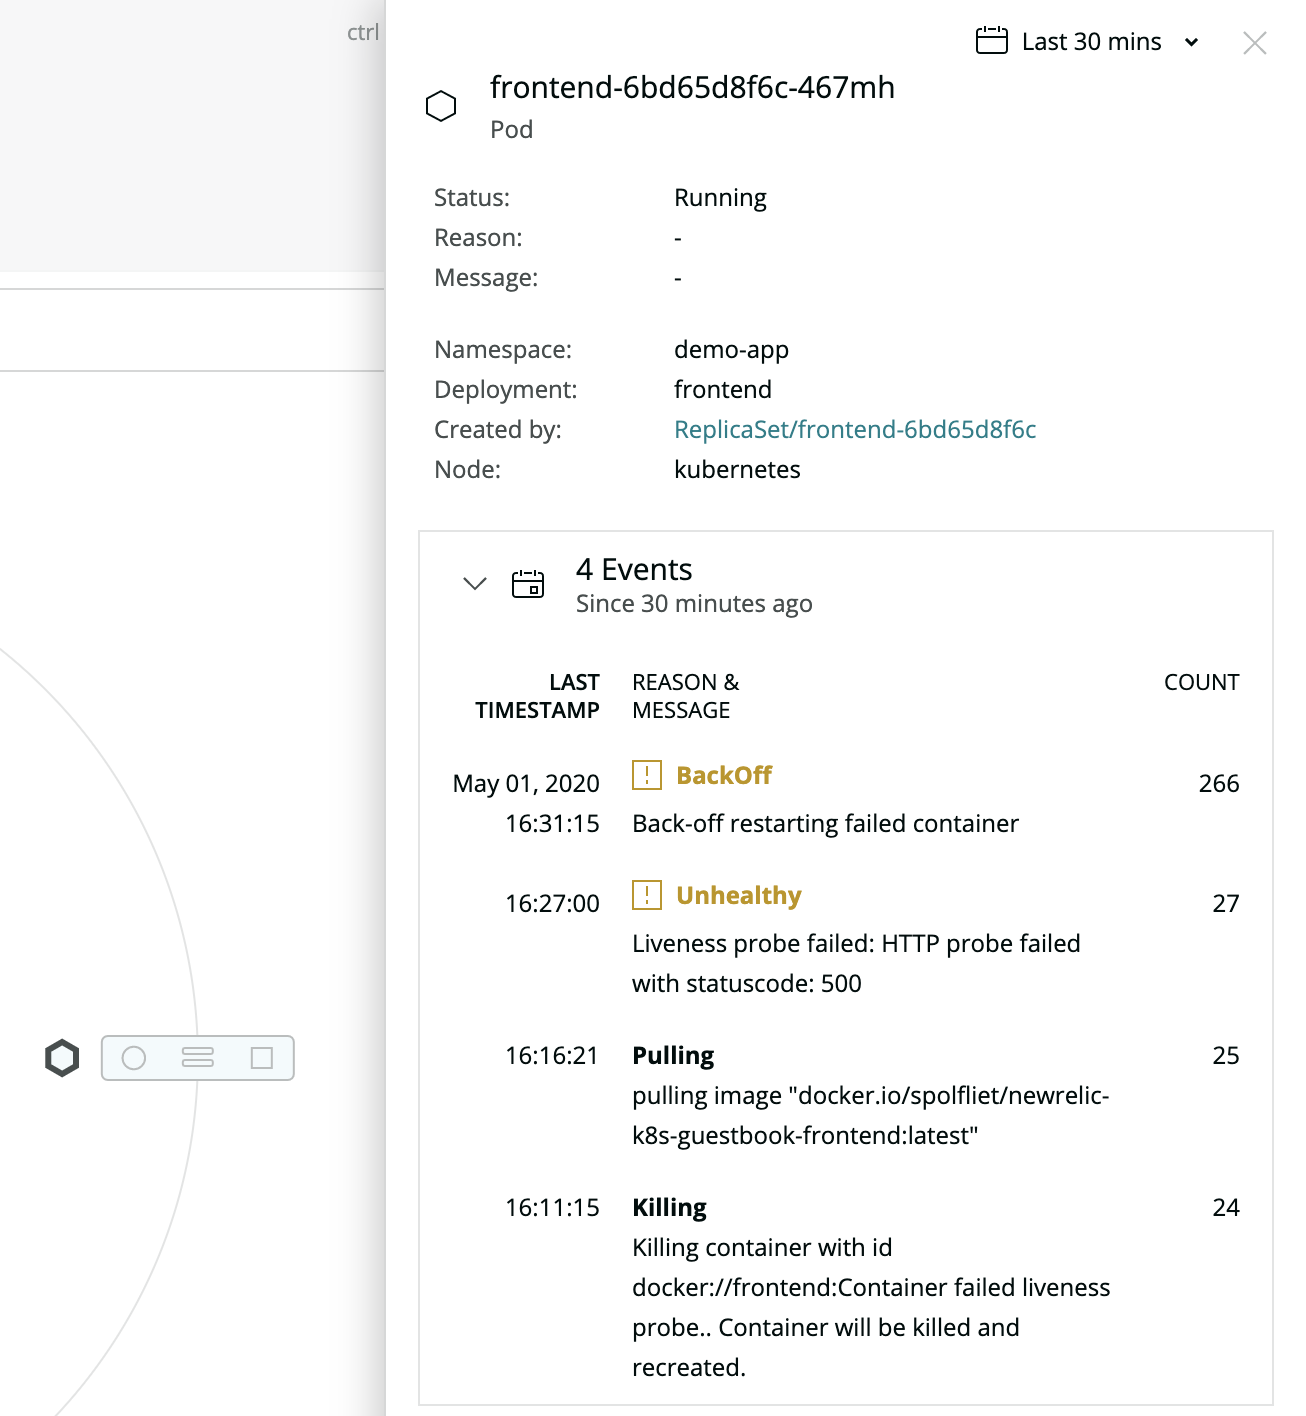 ctrl
Last 30 mins
frontend-6bd65d8f6c-467mh
Pod
Status: Running
Reason: -
Message: -
Namespace: demo-app
Deployment: frontend
Created by: ReplicaSet/frontend-6bd65d8f6c
Node: kubernetes
4 Events
Since 30 minutes ago
LAST REASON & COUNT
TIMESTAMP MESSAGE
May 01, 2020 BackOff 266
16:31:15 Back-off restarting failed container
16:27:00 Unhealthy 27
Liveness probe failed: HTTP probe failed
with statuscode: 500
16:16:21 Pulling 25
pulling image "docker.io/spolfliet/newrelic-
k8s-guestbook-frontend:latest"
16:11:15 Killing 24
Killing container with id
docker://frontend:Container failed liveness
probe.. Container will be killed and
recreated.